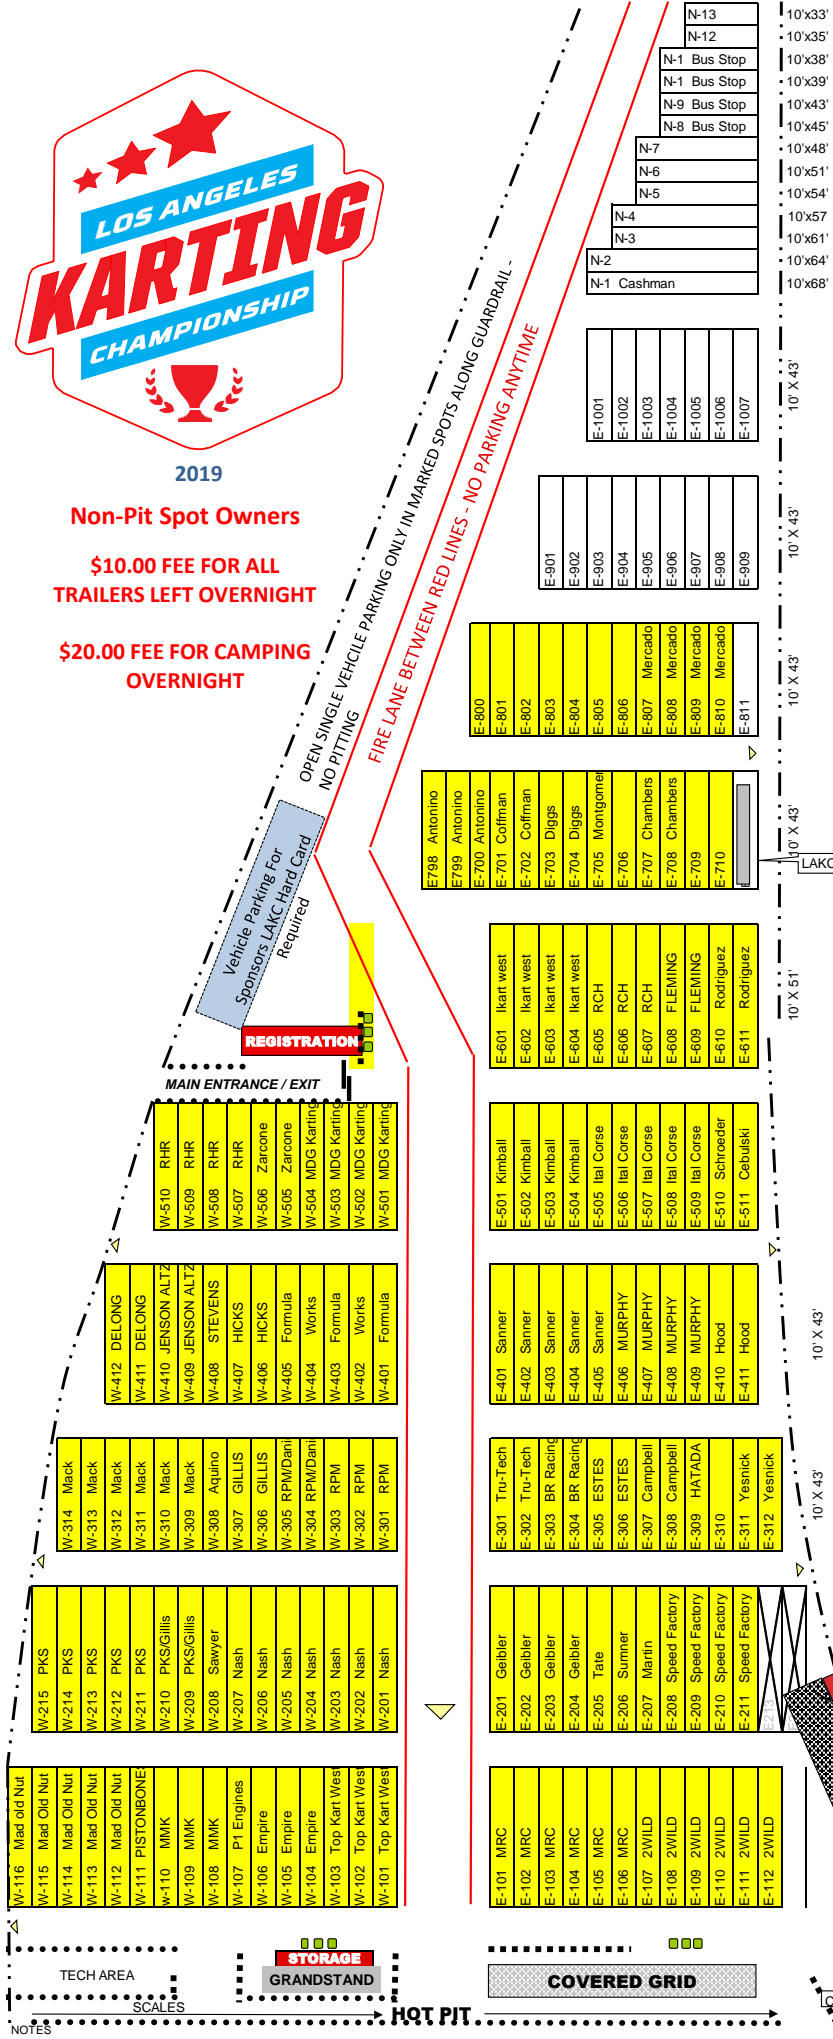 N-13 10'x33'
N-12 10'x35'
N-1 Bus Stop 10'x38'
N-1 Bus Stop 10'x39'
N-9 Bus Stop 10'x43'
N-8 Bus Stop 10'x45'
N-7 10'x48'
N-6 10'x51'
N-5 10'x54'
N-4 10'x57
N-3 10'x61'
N-2 10'x64'
N-1 Cashman 10'x68'
LOS ANGELES
KARTING
CHAMPIONSHIP
2019
Non-Pit Spot Owners
$10.00 FEE FOR ALL
TRAILERS LEFT OVERNIGHT
$20.00 FEE FOR CAMPING
OVERNIGHT
OPEN SINGLE VEHCILE PARKING ONLY IN MARKED SPOTS ALONG GUARDRAIL -
NO PITTING
FIRE LANE BETWEEN RED LINES - NO PARKING ANYTIME
E-1001
E-1002
E-1003
E-1004
E-1005
E-1006
E-1007
10' X 43'
E-901
E-902
E-903
E-904
E-905
E-906
E-907
E-908
E-909
10' X 43'
E-800
E-801
E-802
E-803
E-804
E-805
E-806
E-807 Mercado
E-808 Mercado
E-809 Mercado
E-810 Mercado
E-811
10' X 43'
E798 Antonino
E799 Antonino
E-700 Antonino
E-701 Coffman
E-702 Coffman
E-703 Diggs
E-704 Diggs
E-705 Montgomer
E-706
E-707 Chambers
E-708 Chambers
E-709
E-710
10' X 43'
LAKC
Vehicle Parking For
Sponsors LAKC Hard Card
Required
E-601 Ikart west
E-602 Ikart west
E-603 Ikart west
E-604 Ikart west
E-605 RCH
E-606 RCH
E-607 RCH
E-608 FLEMING
E-609 FLEMING
E-610 Rodriguez
E-611 Rodriguez
10' X 51'
REGISTRATION
MAIN ENTRANCE / EXIT
W-510 RHR
W-509 RHR
W-508 RHR
W-507 RHR
W-506 Zarcone
W-505 Zarcone
W-504 MDG Karting
W-503 MDG Karting
W-502 MDG Karting
W-501 MDG Karting
E-501 Kimball
E-502 Kimball
E-503 Kimball
E-504 Kimball
E-505 Ital Corse
E-506 Ital Corse
E-507 Ital Corse
E-508 Ital Corse
E-509 Ital Corse
E-510 Schroeder
E-511 Cebulski
W-412 DELONG
W-411 DELONG
W-410 JENSON ALTZ
W-409 JENSON ALTZ
W-408 STEVENS
W-407 HICKS
W-406 HICKS
W-405 Formula
W-404 Works
W-403 Formula
W-402 Works
W-401 Formula
E-401 Sanner
E-402 Sanner
E-403 Sanner
E-404 Sanner
E-405 Sanner
E-406 MURPHY
E-407 MURPHY
E-408 MURPHY
E-409 MURPHY
E-410 Hood
E-411 Hood
10' X 43'
W-314 Mack
W-313 Mack
W-312 Mack
W-311 Mack
W-310 Mack
W-309 Mack
W-308 Aquino
W-307 GILLIS
W-306 GILLIS
W-305 RPM/Dani
W-304 RPM/Dani
W-303 RPM
W-302 RPM
W-301 RPM
E-301 Tru-Tech
E-302 Tru-Tech
E-303 BR Racing
E-304 BR Racing
E-305 ESTES
E-306 ESTES
E-307 Campbell
E-308 Campbell
E-309 HATADA
E-310
E-311 Yesnick
E-312 Yesnick
10' X 43'
W-215 PKS
W-214 PKS
W-213 PKS
W-212 PKS
W-211 PKS
W-210 PKS/Gillis
W-209 PKS/Gillis
W-208 Sawyer
W-207 Nash
W-206 Nash
W-205 Nash
W-204 Nash
W-203 Nash
W-202 Nash
W-201 Nash
E-201 Geibler
E-202 Geibler
E-203 Geibler
E-204 Geibler
E-205 Tate
E-206 Sumner
E-207 Martin
E-208 Speed Factory
E-209 Speed Factory
E-210 Speed Factory
E-211 Speed Factory
W-116 Mad old Nut
W-115 Mad Old Nut
W-114 Mad Old Nut
W-113 Mad Old Nut
W-112 Mad Old Nut
W-111 PISTONBONES
w-110 MMK
W-109 MMK
W-108 MMK
W-107 P1 Engines
W-106 Empire
W-105 Empire
W-104 Empire
W-103 Top Kart West
W-102 Top Kart West
W-101 Top Kart West
E-101 MRC
E-102 MRC
E-103 MRC
E-104 MRC
E-105 MRC
E-106 MRC
E-107 2WILD
E-108 2WILD
E-109 2WILD
E-110 2WILD
E-111 2WILD
E-112 2WILD
TECH AREA
STORAGE
GRANDSTAND
COVERED GRID
SCALES
HOT PIT
NOTES